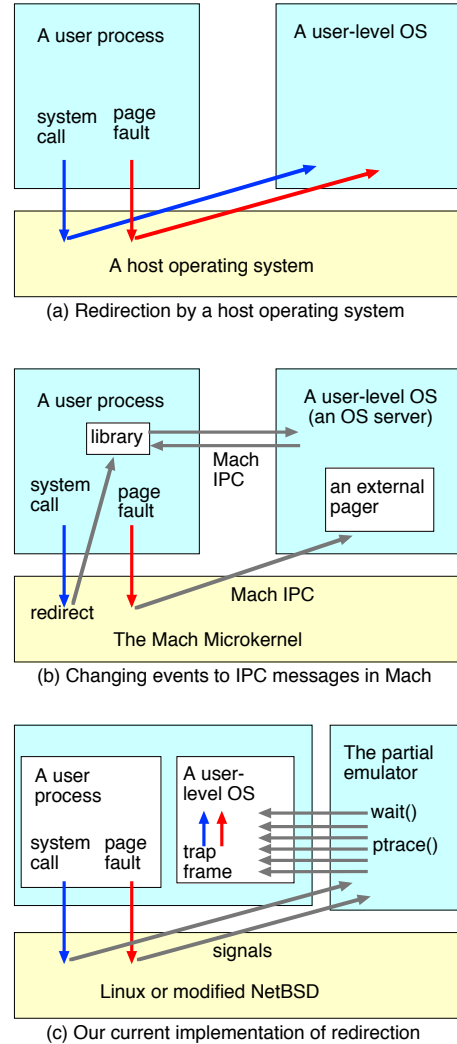 A user process
A user-level OS
system
call
page
fault
A host operating system
(a) Redirection by a host operating system
A user process
A user-level OS
(an OS server)
library
Mach
IPC
system
call
page
fault
an external
pager
redirect
Mach IPC
The Mach Microkernel
(b) Changing events to IPC messages in Mach
A user
process
A user-
level OS
The partial
emulator
wait()
ptrace()
system
call
page
fault
trap
frame
signals
Linux or modified NetBSD
(c) Our current implementation of redirection